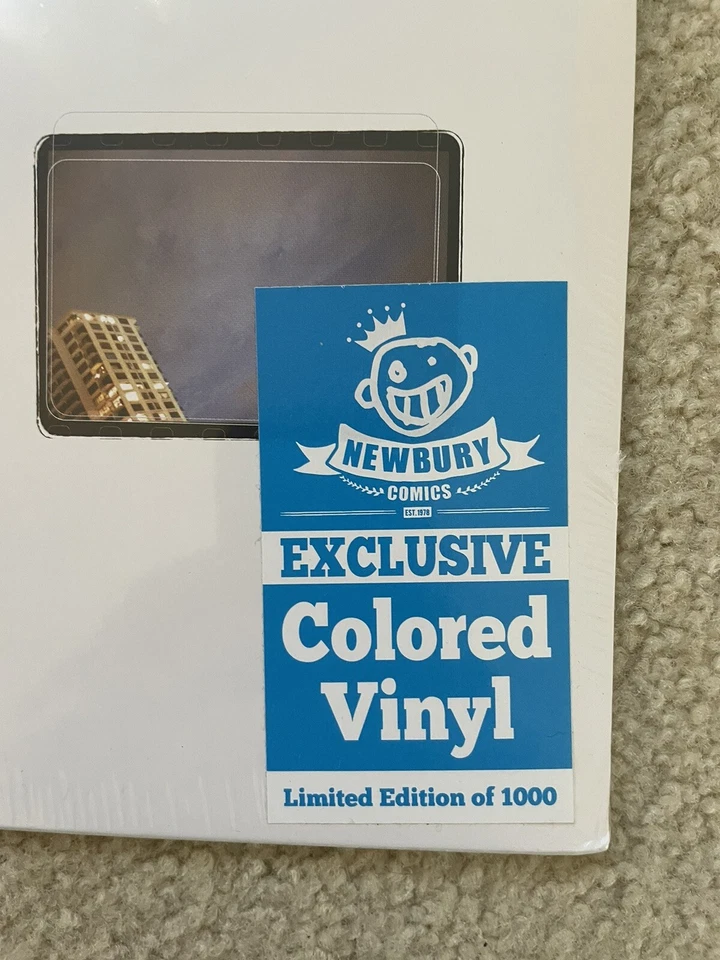 NEWBURY
COMICS
EST. 1978
EXCLUSIVE
Colored
Vinyl
Limited Edition of 1000